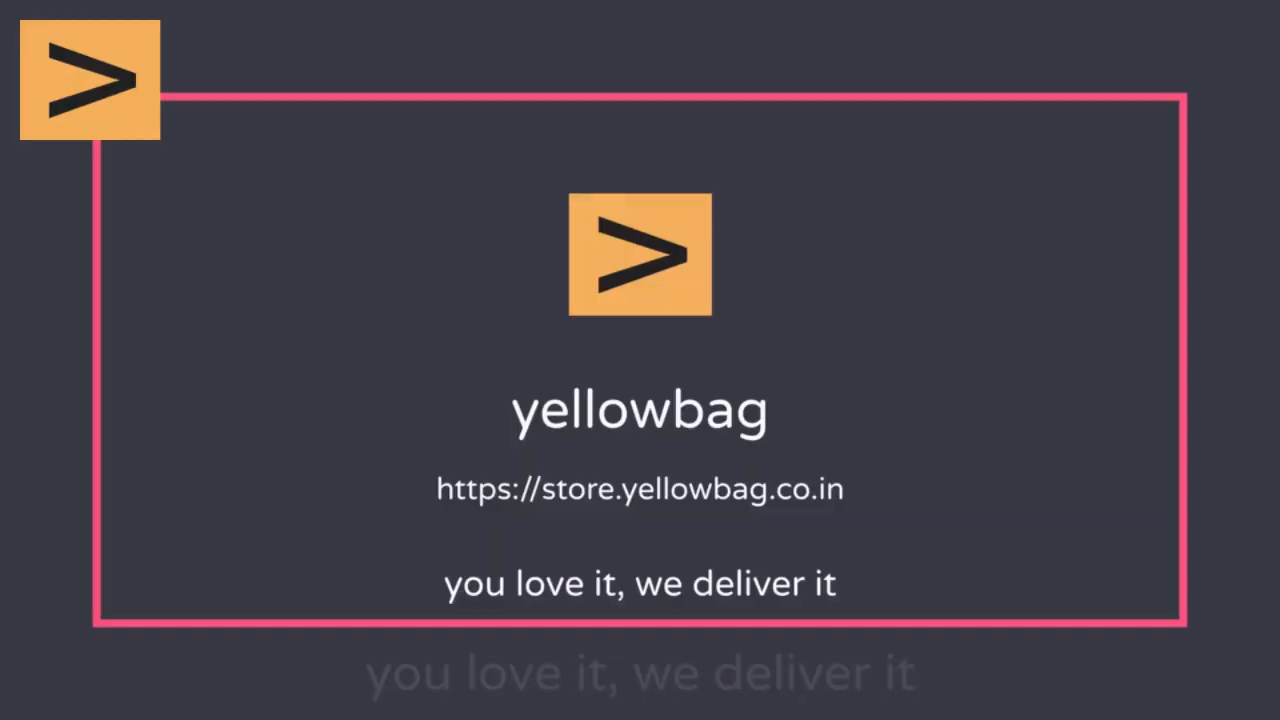 >
>
yellowbag
https://store.yellowbag.co.in
you love it, we deliver it
you love it, we deliver it